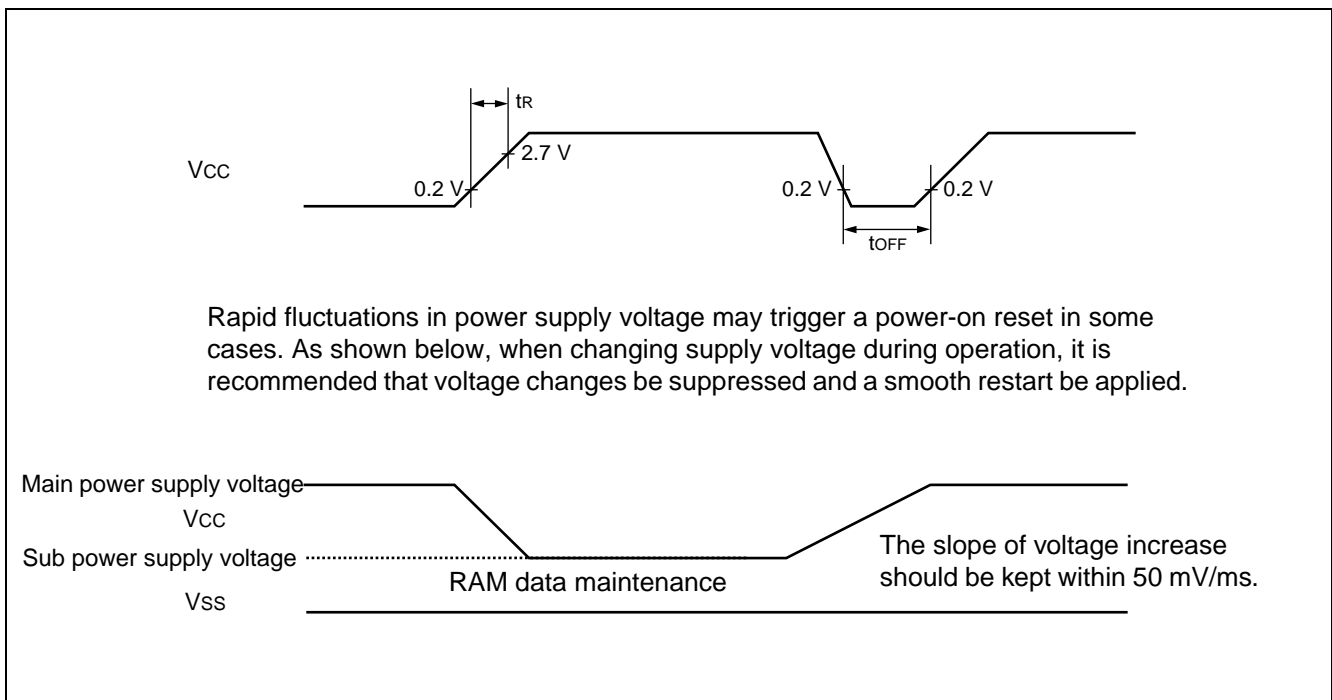 tR
2.7 V
VCC
0.2 V
0.2 V
0.2 V
tOFF
Rapid fluctuations in power supply voltage may trigger a power-on reset in some
cases. As shown below, when changing supply voltage during operation, it is
recommended that voltage changes be suppressed and a smooth restart be applied.
Main power supply voltage
VCC
Sub power supply voltage
RAM data maintenance
The slope of voltage increase
should be kept within 50 mV/ms.
VSS